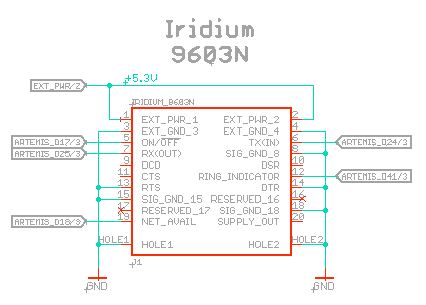 Iridium
9603N
+5.3V
EXT_PWR/2
IRIDIUM_9603N
1 EXT_PWR_1 EXT_PWR_2 2
3 EXT_GND_3 EXT_GND_4 4
ARTEMIS_D17/3 5 ON/OFF TX(IN) 6 ARTEMIS_D24/3
ARTEMIS_D25/3 7 RX(OUT) SIG_GND_8 8
9 DCD DSR 10
11 CTS RING_INDICATOR 12 ARTEMIS_D41/3
13 RTS DTR 14
15 SIG_GND_15 RESERVED_16 16
17 RESERVED_17 SIG_GND_18 18
ARTEMIS_D18/3 19 NET_AVAIL SUPPLY_OUT 20
HOLE1 HOLE1 HOLE2 HOLE2
J1
GND GND